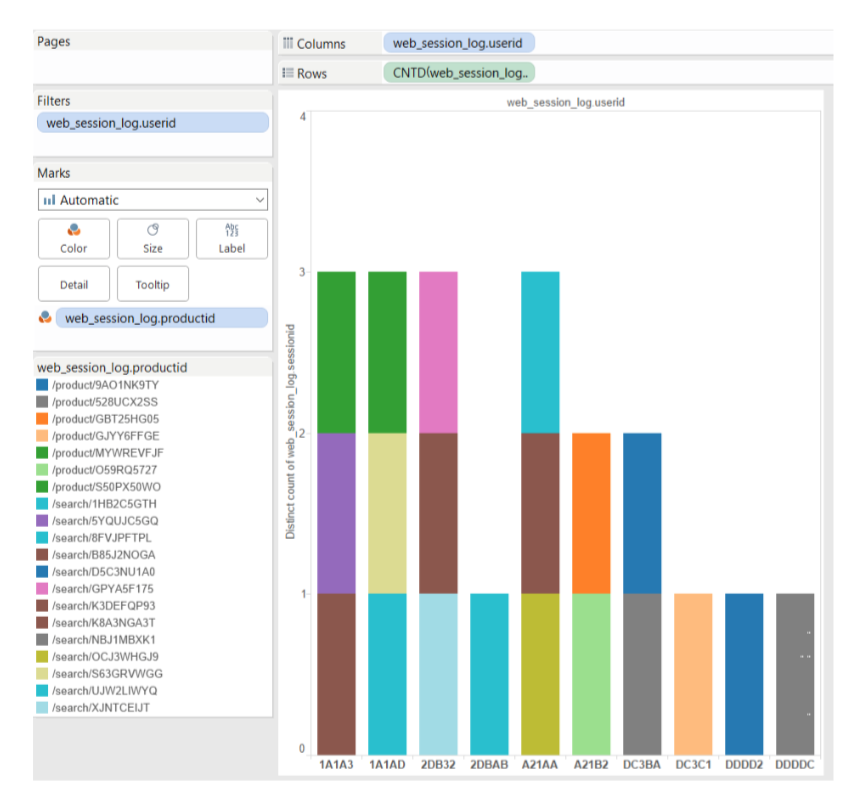 Pages
Columns
web_session_log.userid
Rows
CNTD(web_session_log..
Filters
web_session_log.userid
Marks
Automatic
Color
Size
Abc
123
Label
Detail
Tooltip
web_session_log.productid
web_session_log.productid
/product/9AO1NK9TY
/product/528UCX2SS
/product/GBT25HG05
/product/GJYY6FFGE
/product/MYWREVFJF
/product/O59RQ5727
/product/S50PX50WO
/search/1HB2C5GTH
/search/5YQUJC5GQ
/search/8FVJPFTPL
/search/B85J2NOGA
/search/D5C3NU1A0
/search/GPYA5F175
/search/K3DEFQP93
/search/K8A3NGA3T
/search/NBJ1MBXK1
/search/OCJ3WHGJ9
/search/S63GRVWGG
/search/UJW2LIWYQ
/search/XJNTCEIJT
web_session_log.userid
Distinct count of web_session_log.sessionid
4
3
2
1
0
1A1A3 1A1AD 2DB32 2DBAB A21AA A21B2 DC3BA DC3C1 DDDD2 DDDDC